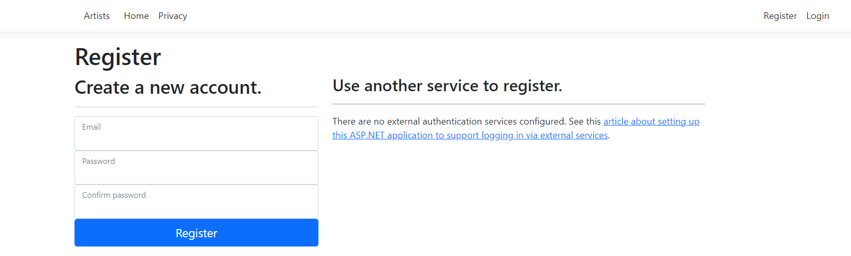 Artists Home Privacy Register Login
Register
Create a new account.
Email
Password
Confirm password
Register
Use another service to register.
There are no external authentication services configured. See this article about setting up
this ASP.NET application to support logging in via external services.